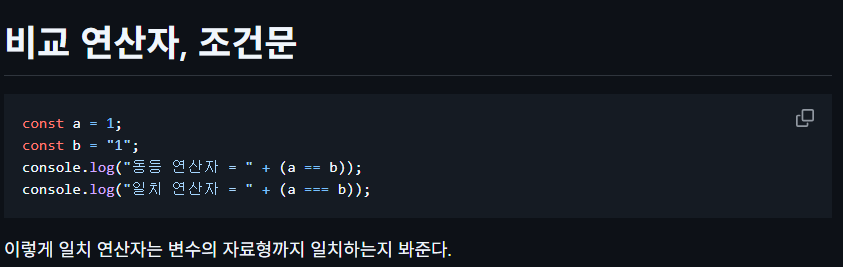 비교 연산자, 조건문
const a = 1;
const b = "1";
console.log("동등 연산자 = " + (a == b));
console.log("일치 연산자 = " + (a === b));
이렇게 일치 연산자는 변수의 자료형까지 일치하는지 봐준다.